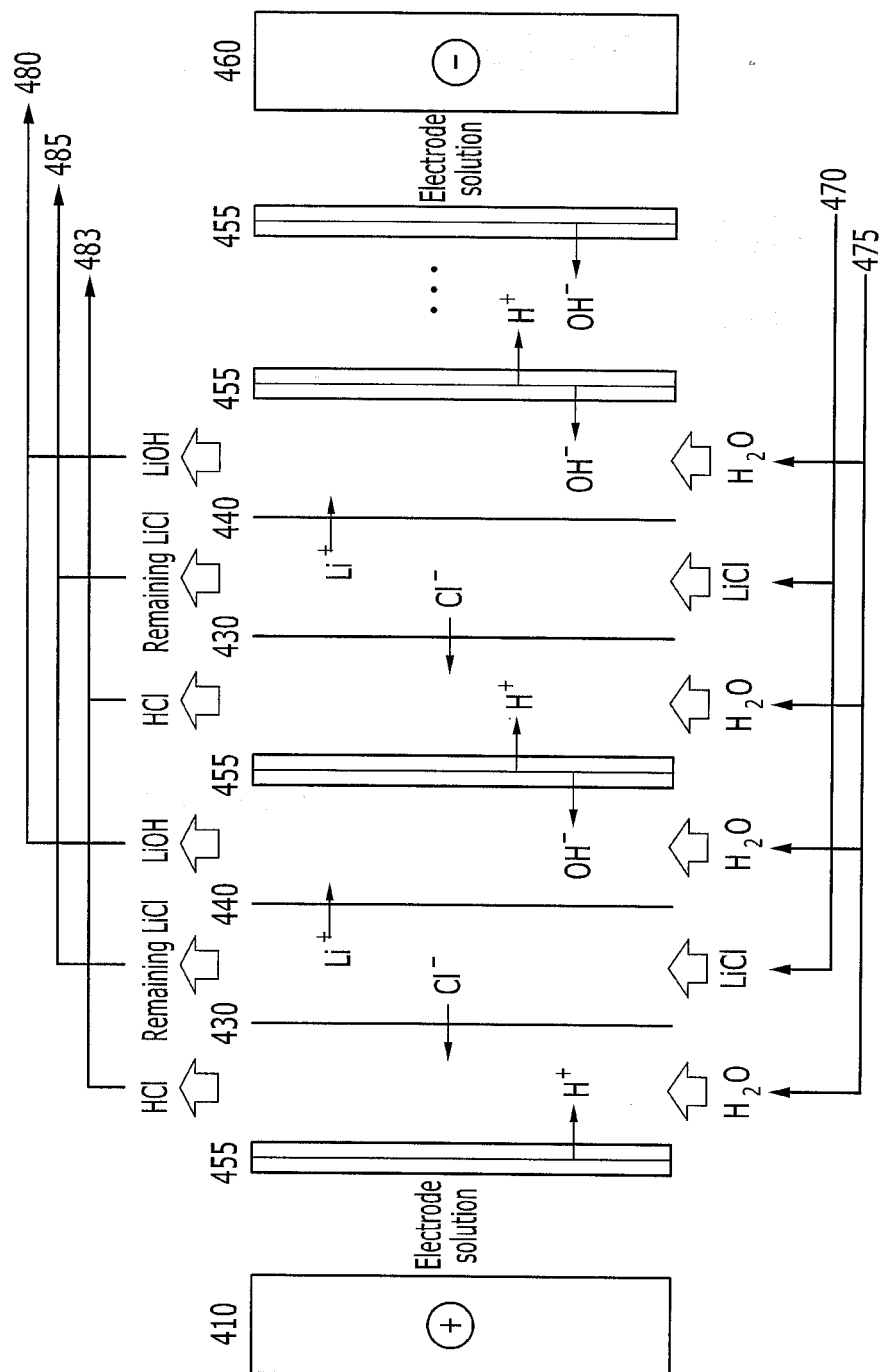 480
485
483
HCl Remaining LiCl LiOH HCl Remaining LiCl LiOH
410 455 430 440 455 430 440 455 455 460
Li⁺ Li⁺
Electrode
solution
Electrode
solution
...
+ Cl⁻ Cl⁻ -
H⁺ H⁺
H⁺ OH⁻ OH⁻ OH⁻
H₂O LiCl H₂O H₂O LiCl H₂O
470
475